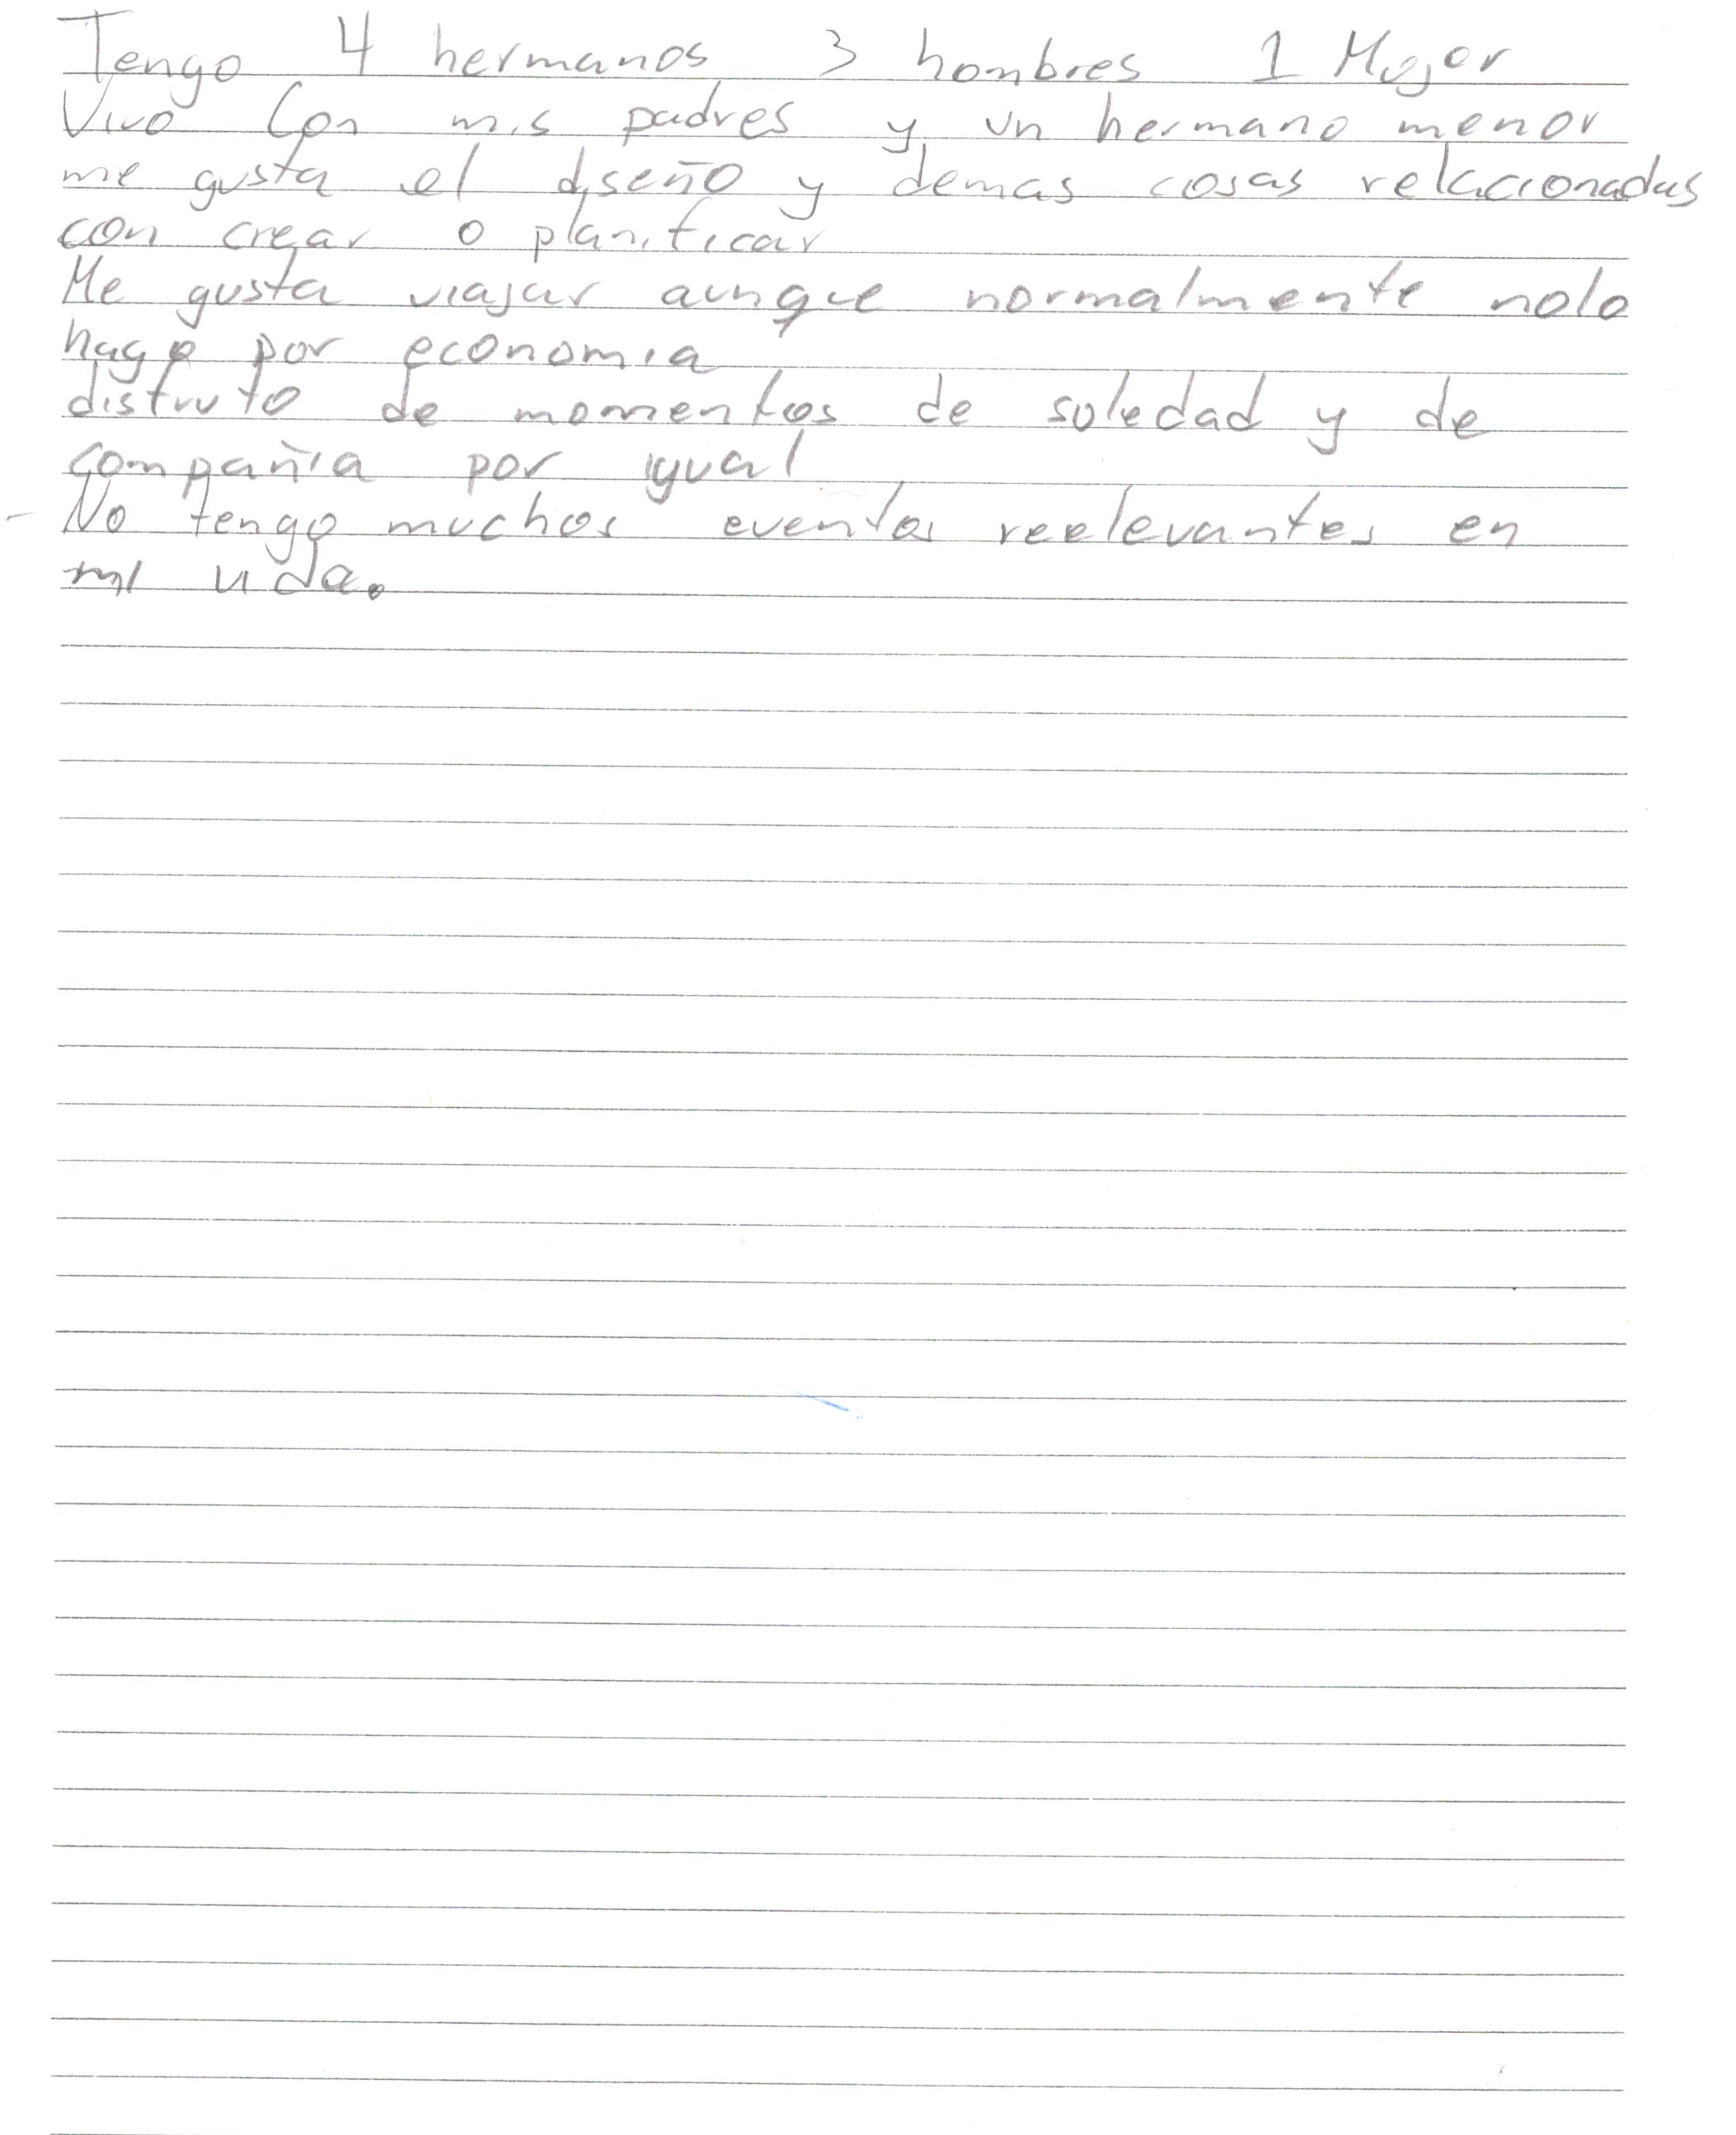 Tengo 4 hermanos 3 hombres 1 Mujer
Vivo Con mis padres y un hermano menor
me gusta el diseño y demas cosas relacionadas
con crear o planificar
Me gusta viajar aunque normalmente nolo
hago por economia
disfruto de momentos de soledad y de
compañia por igual
- No tengo muchos eventos reelevantes en
mi vida.